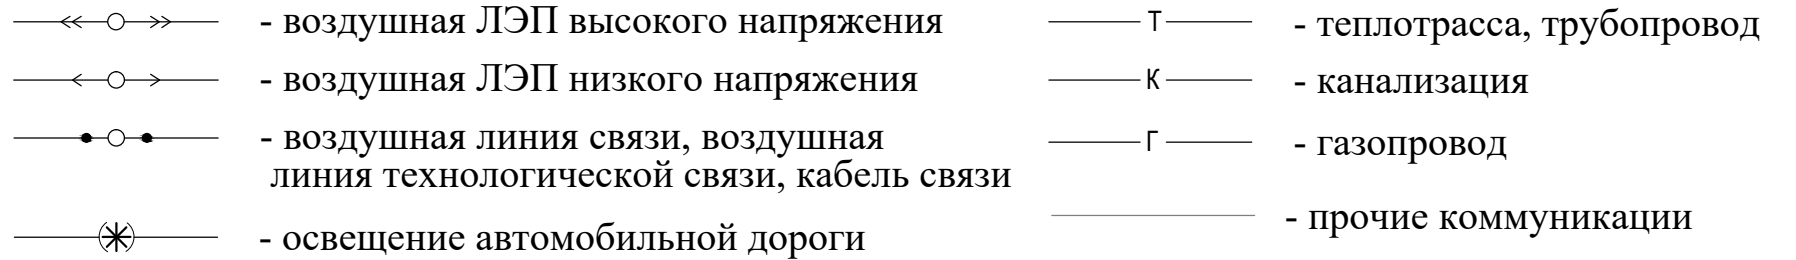 - воздушная ЛЭП высокого напряжения
- воздушная ЛЭП низкого напряжения
- воздушная линия связи, воздушная
линия технологической связи, кабель связи
- освещение автомобильной дороги
Т - теплотрасса, трубопровод
К - канализация
Г - газопровод
- прочие коммуникации